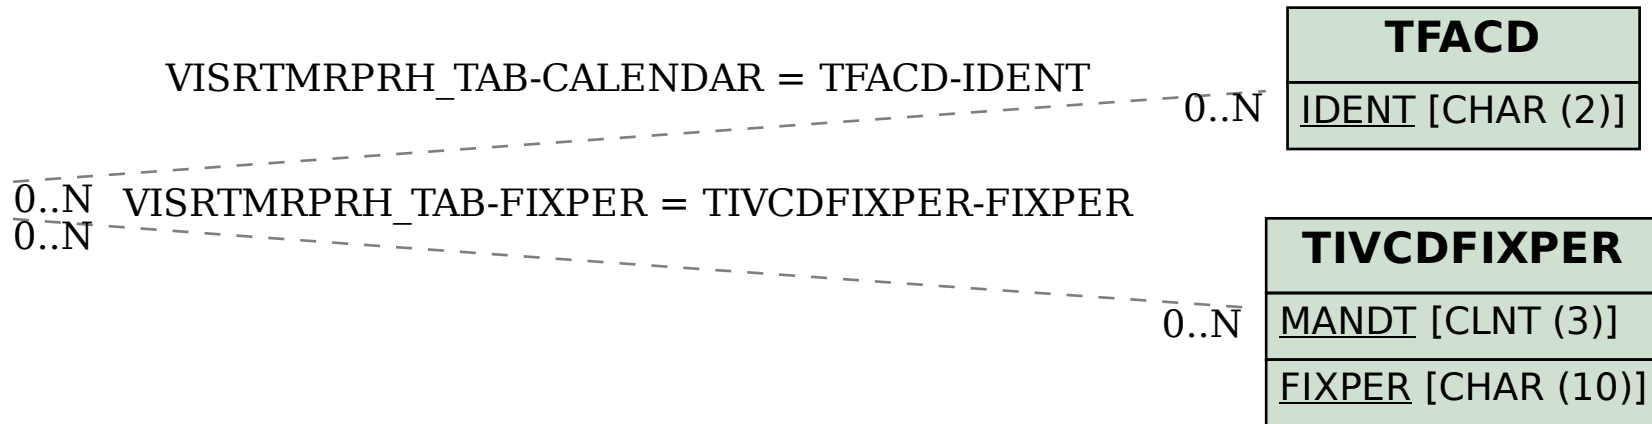 TFACD
VISRTMRPRH_TAB-CALENDAR = TFACD-IDENT
0..N
IDENT [CHAR (2)]
0..N
VISRTMRPRH_TAB-FIXPER = TIVCDFIXPER-FIXPER
0..N
TIVCDFIXPER
0..N
MANDT [CLNT (3)]
FIXPER [CHAR (10)]